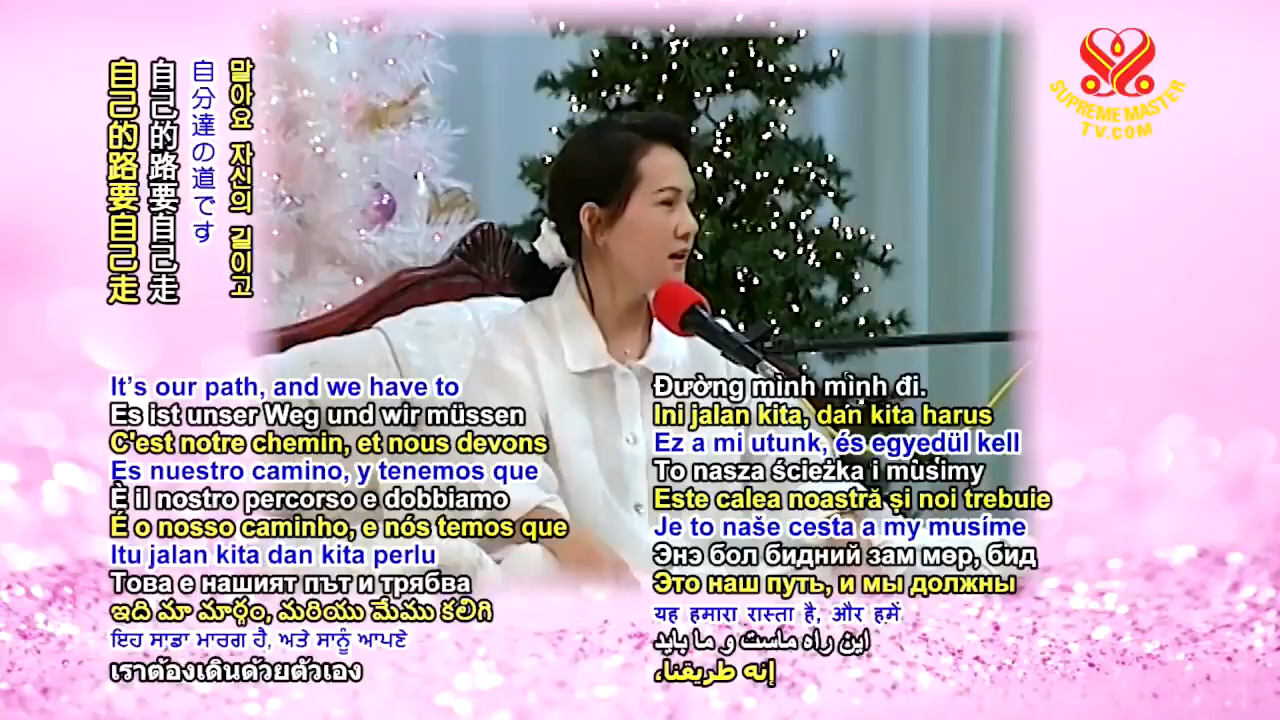 말아요 자신의 길이고
自分達の道です
自己的路要自己走
自己的路要自己走
SUPREME MASTER
TV.COM
It's our path, and we have to
Es ist unser Weg und wir müssen
C'est notre chemin, et nous devons
Es nuestro camino, y tenemos que
È il nostro percorso e dobbiamo
É o nosso caminho, e nós temos que
Itu jalan kita dan kita perlu
Това е нашият път и трябва
ఇది మా మార్గం, మరియు మేము కలిగి
ਇਹ ਸਾਡਾ ਮਾਰਗ ਹੈ, ਅਤੇ ਸਾਨੂੰ ਆਪਣੇ
เราต้องเดินด้วยตัวเอง
Đường mình mình đi.
Ini jalan kita, dan kita harus
Ez a mi utunk, és egyedül kell
To nasza ścieżka i musimy
Este calea noastră și noi trebuie
Je to naše cesta a my musíme
Энэ бол бидний зам мөр, бид
Это наш путь, и мы должны
यह हमारा रास्ता है, और हमें
این راه ماست و ما باید
إنه طريقنا،